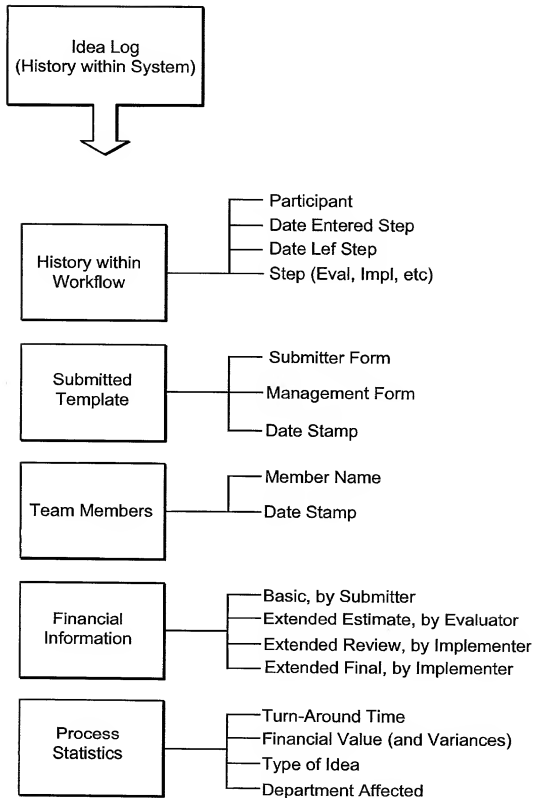 Idea Log
(History within System)
History within
Workflow
Participant
Date Entered Step
Date Lef Step
Step (Eval, Impl, etc)
Submitted
Template
Submitter Form
Management Form
Date Stamp
Team Members
Member Name
Date Stamp
Financial
Information
Basic, by Submitter
Extended Estimate, by Evaluator
Extended Review, by Implementer
Extended Final, by Implementer
Process
Statistics
Turn-Around Time
Financial Value (and Variances)
Type of Idea
Department Affected